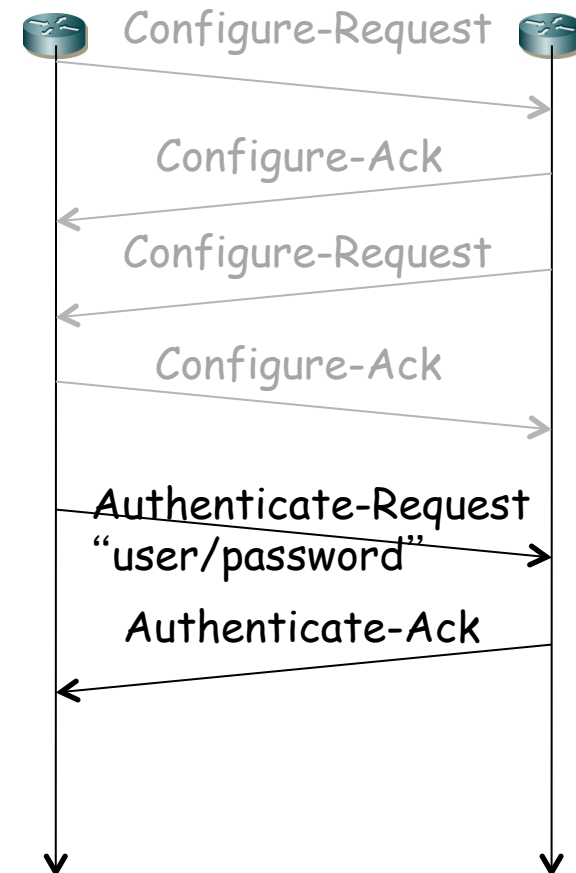 Configure-Request
Configure-Ack
Configure-Request
Configure-Ack
Authenticate-Request
“user/password”
Authenticate-Ack